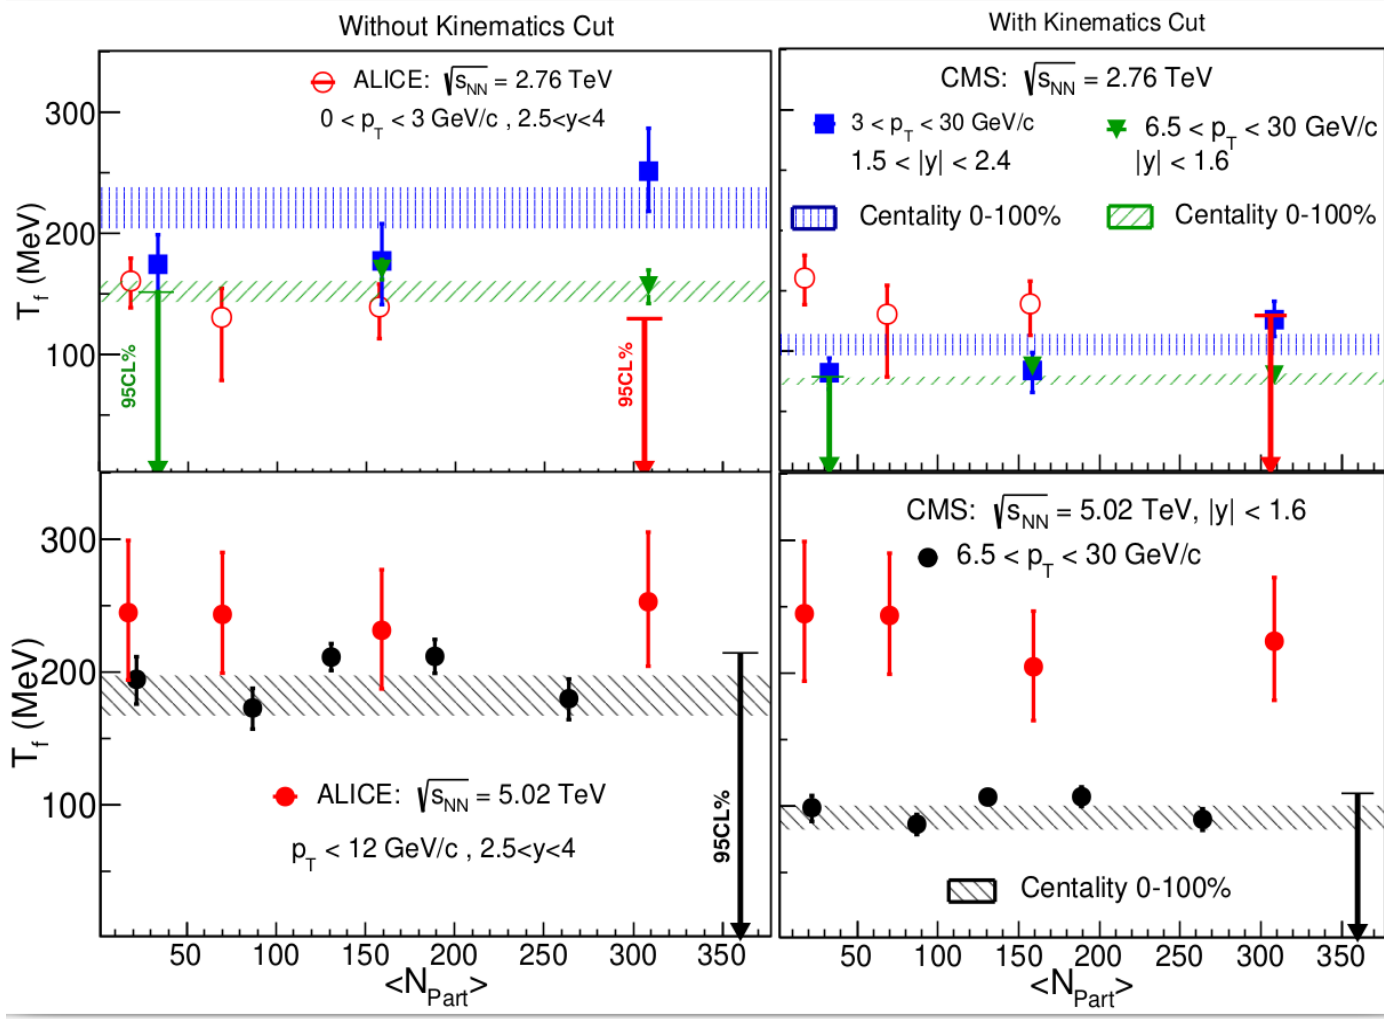 Without Kinematics Cut
With Kinematics Cut
ALICE: √sNN = 2.76 TeV
0 < pT < 3 GeV/c , 2.5<y<4
CMS: √sNN = 2.76 TeV
3 < pT < 30 GeV/c
1.5 < |y| < 2.4
6.5 < pT < 30 GeV/c
|y| < 1.6
Centality 0-100%
Centality 0-100%
300
200
100
Tf (MeV)
95CL%
95CL%
CMS: √sNN = 5.02 TeV, |y| < 1.6
6.5 < pT < 30 GeV/c
300
200
100
Tf (MeV)
ALICE: √sNN = 5.02 TeV
pT < 12 GeV/c , 2.5<y<4
95CL%
Centality 0-100%
50 100 150 200 250 300 350
50 100 150 200 250 300 350
<NPart>
<NPart>